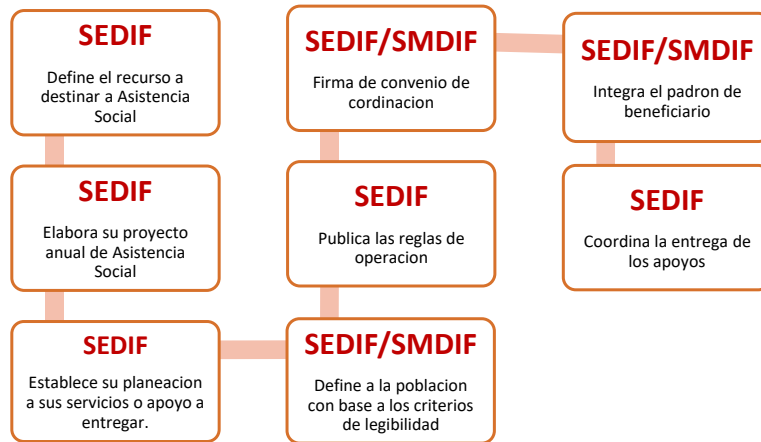 SEDIF
Define el recurso a
destinar a Asistencia
Social
SEDIF
Elabora su proyecto
anual de Asistencia
Social
SEDIF
Establece su planeacion
a sus servicios o apoyo a
entregar.
SEDIF/SMDIF
Define a la poblacion
con base a los criterios
de legibilidad
SEDIF
Publica las reglas de
operacion
SEDIF/SMDIF
Firma de convenio de
cordinacion
SEDIF/SMDIF
Integra el padron de
beneficiario
SEDIF
Coordina la entrega de
los apoyos